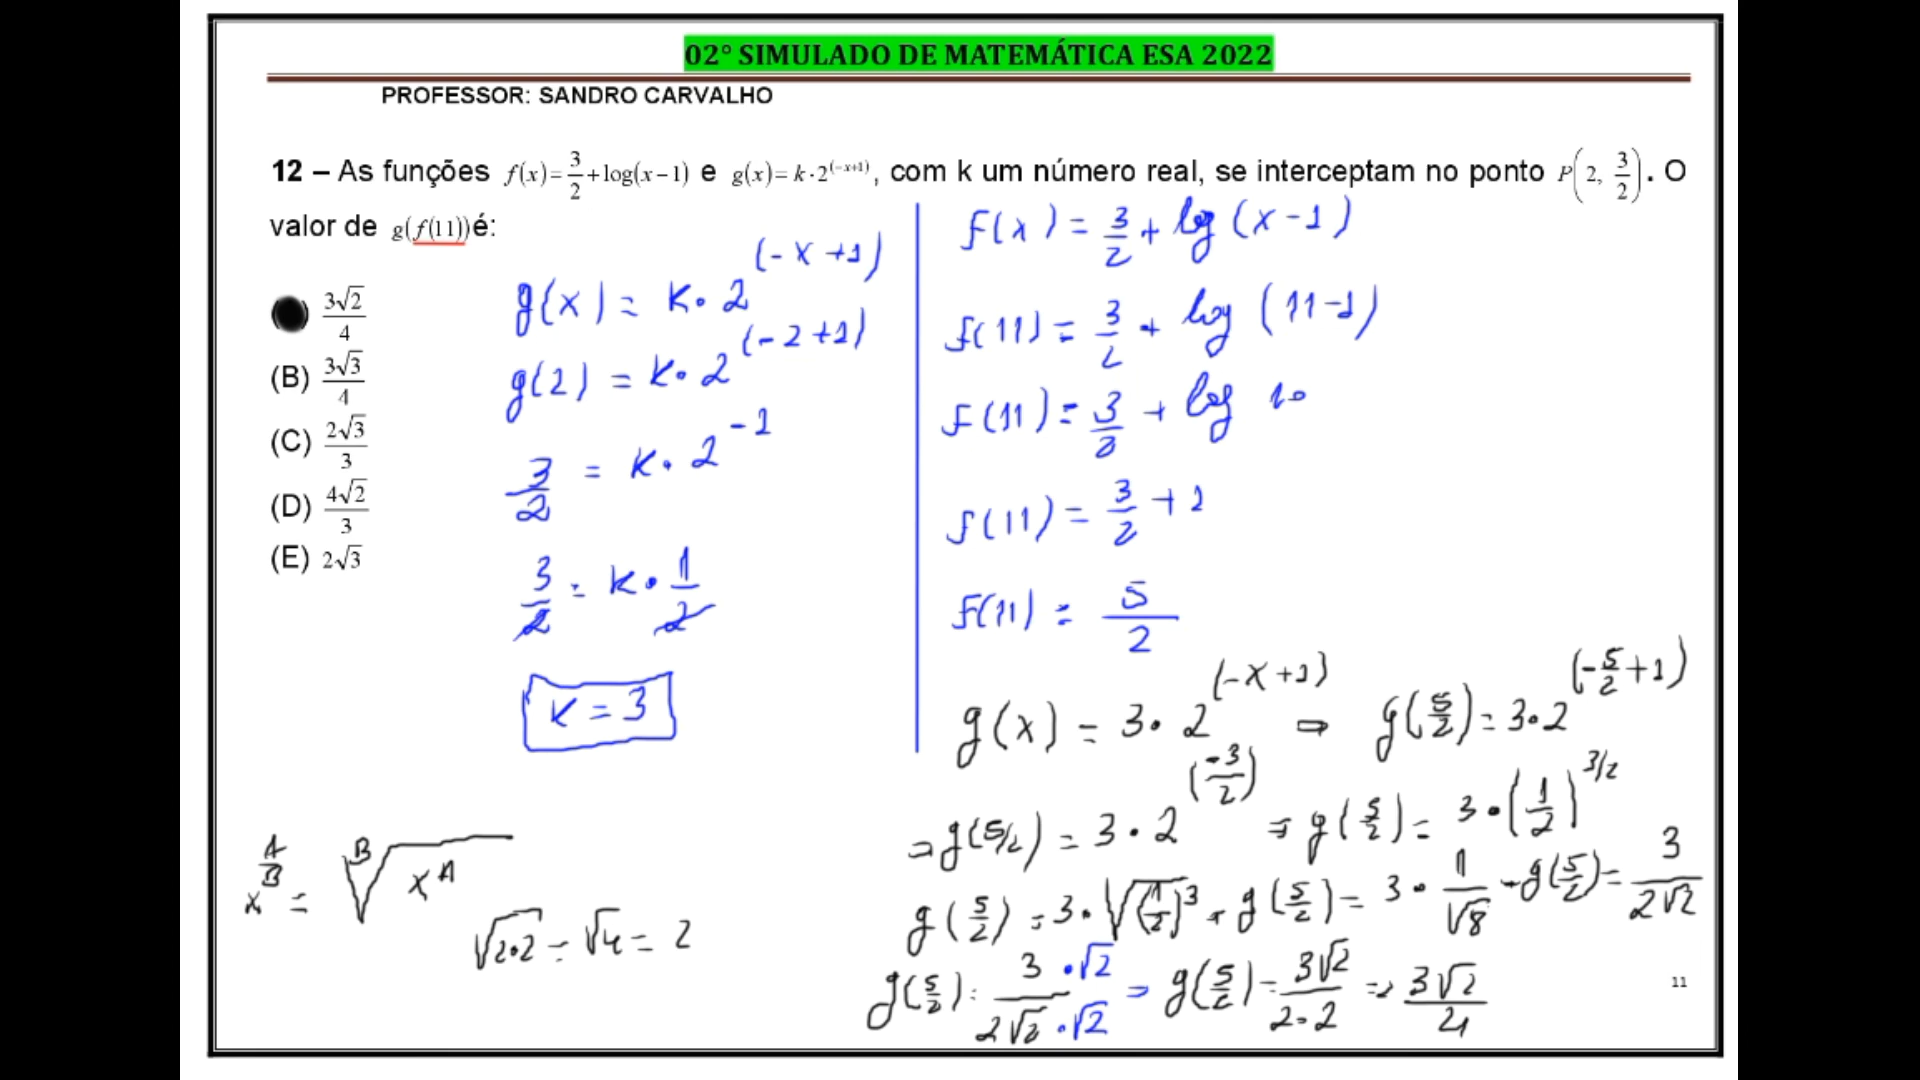 02° SIMULADO DE MATEMÁTICA ESA 2022
PROFESSOR: SANDRO CARVALHO
12 – As funções f(x)=3/2+log(x−1) e g(x)=k·2^(−x+1), com k um número real, se interceptam no ponto P(2, 3/2). O
valor de g(f(11))é:
3√2/4
(B) 3√3/4
(C) 2√3/3
(D) 4√2/3
(E) 2√3
g(x) = K·2^(-x+1)
g(2) = K·2^(-2+1)
3/2 = K·2^-1
3/2 = K·1/2
K = 3
f(x) = 3/2 + log(x-1)
f(11) = 3/2 + log(11-1)
f(11) = 3/2 + log 10
f(11) = 3/2 + 1
f(11) = 5/2
g(x) = 3·2^(-x+1) ⇒ g(5/2) = 3·2^(-5/2+1)
⇒ g(5/2) = 3·2^(-3/2) ⇒ g(5/2) = 3·(1/2)^3/2
g(5/2) = 3·√(1/2)^3 → g(5/2) = 3·1/√8 → g(5/2) = 3/2√2
g(5/2) = 3·√2/2√2·√2 ⇒ g(5/2) = 3√2/2·2 ⇒ 3√2/4
x^A/B = B√x^A
√2·2 = √4 = 2
11